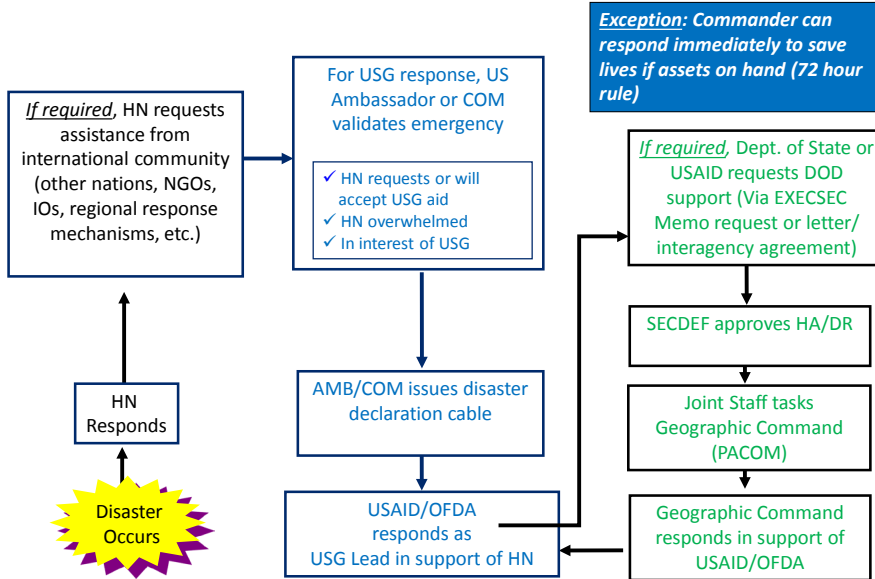 Disaster
Occurs
HN
Responds
If required, HN requests
assistance from
international community
(other nations, NGOs,
IOs, regional response
mechanisms, etc.)
For USG response, US
Ambassador or COM
validates emergency
✓ HN requests or will
accept USG aid
✓ HN overwhelmed
✓ In interest of USG
AMB/COM issues disaster
declaration cable
USAID/OFDA
responds as
USG Lead in support of HN
Exception: Commander can
respond immediately to save
lives if assets on hand (72 hour
rule)
If required, Dept. of State or
USAID requests DOD
support (Via EXECSEC
Memo request or letter/
interagency agreement)
SECDEF approves HA/DR
Joint Staff tasks
Geographic Command
(PACOM)
Geographic Command
responds in support of
USAID/OFDA